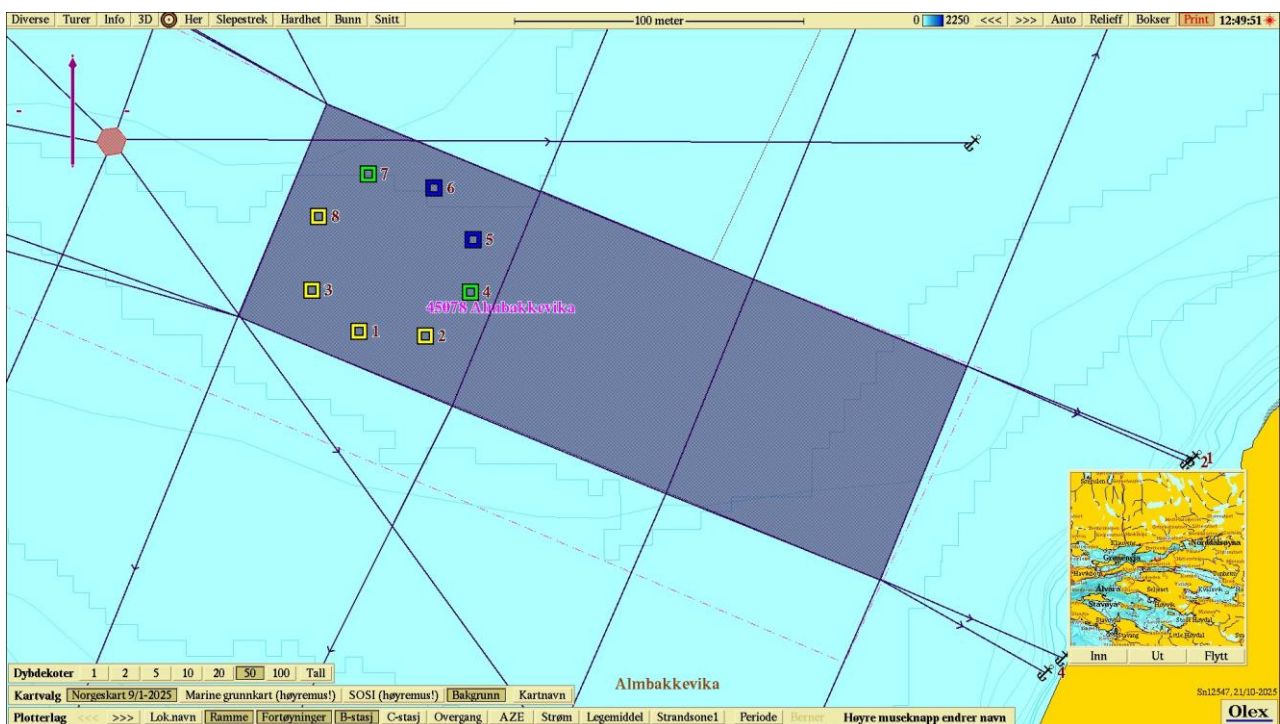 Diverse Turer Info 3D Her Slepestrek Hardhet Bunn Snitt 100 meter 0 2250 <<< >>> Auto Relieff Bokser Print 12:49:51
7
6
8
5
3
4
45078 Almbakkevika
1
2
2 1
4
Grønengja
Ålvåra
Stavøya
Inn Ut Flytt
Dybdekoter 1 2 5 10 20 50 100 Tall
Almbakkevika
Kartvalg Norgeskart 9/1-2025 Marine grunnkart (høyremus!) SOSI (høyremus!) Bakgrunn Kartnavn
Sn12547, 21/10-2025
Plotterlag <<< >>> Lok.navn Ramme Fortøyninger B-stasj C-stasj Overgang AZE Strøm Legemiddel Strandsone1 Periode Berner Høyre museknapp endrer navn
Olex